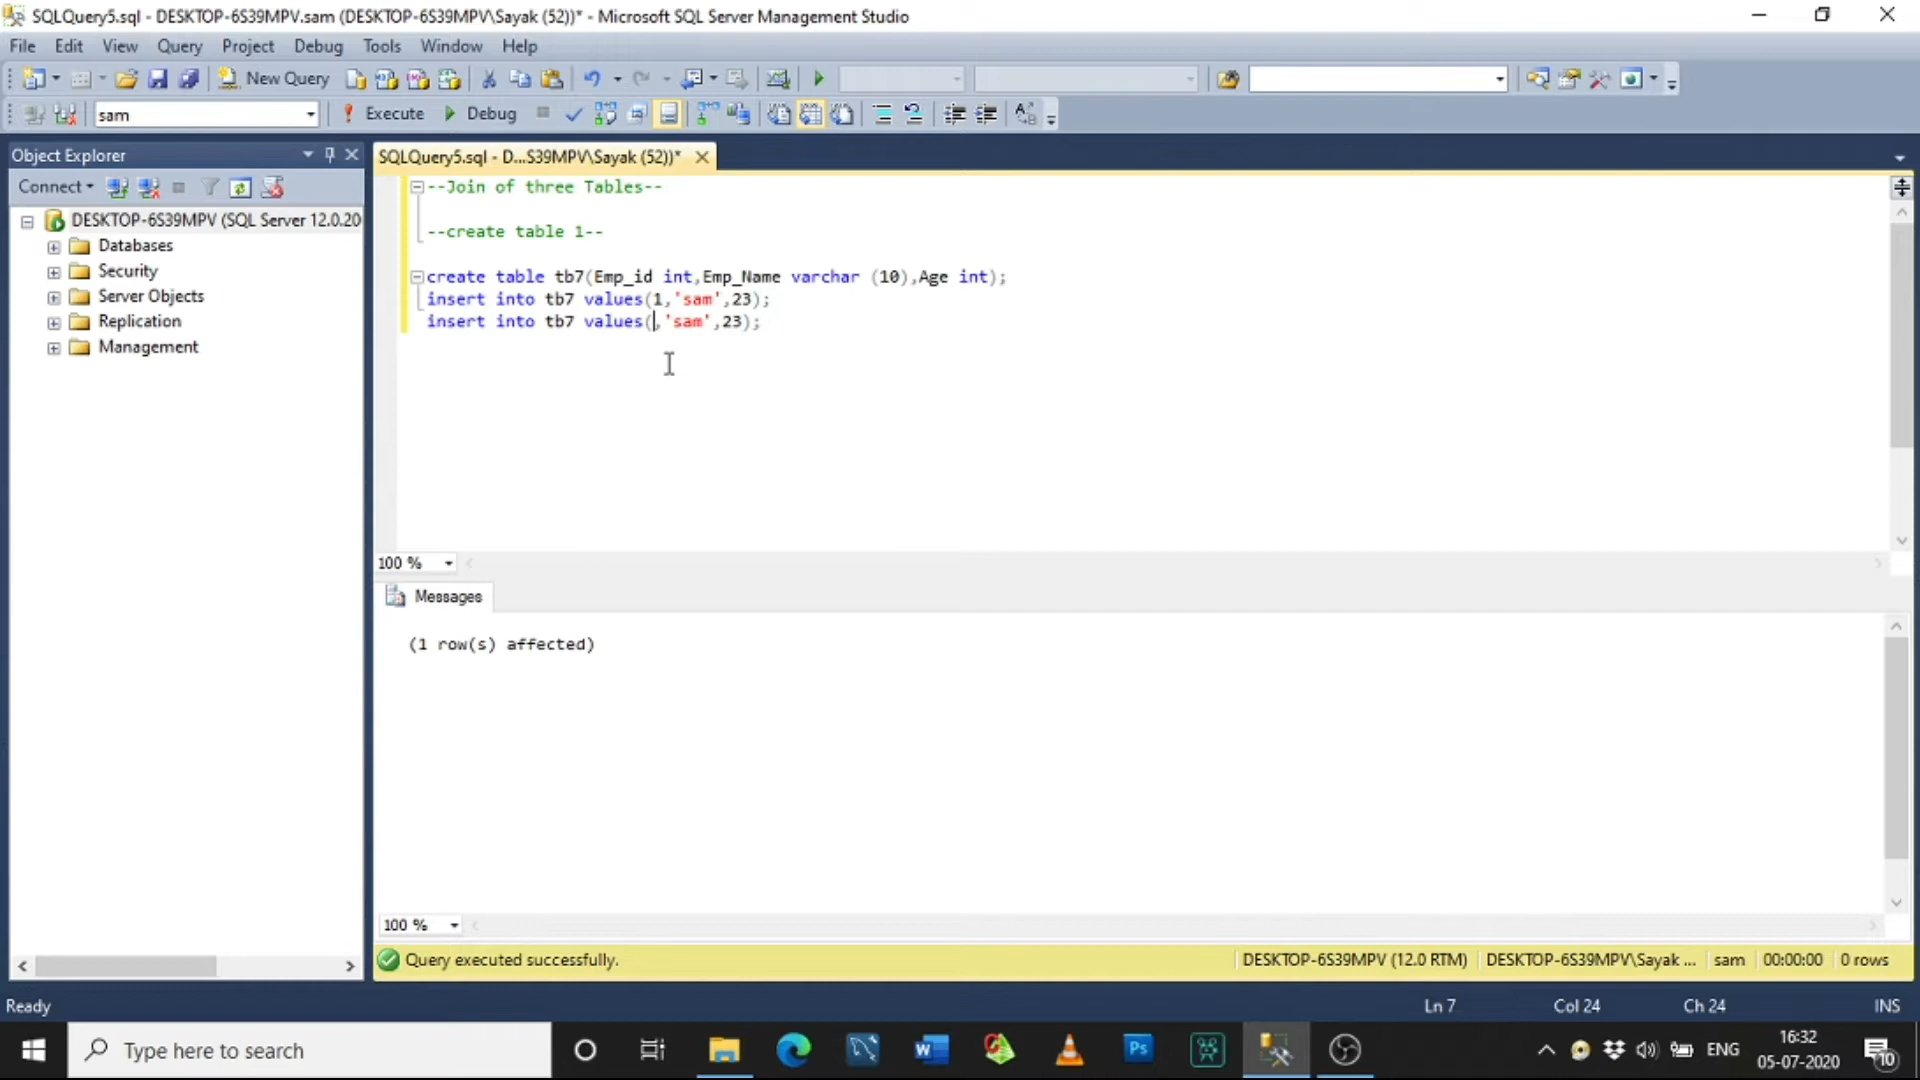 SQLQuery5.sql - DESKTOP-6S39MPV.sam (DESKTOP-6S39MPV\Sayak (52))* - Microsoft SQL Server Management Studio
File Edit View Query Project Debug Tools Window Help
New Query
sam Execute Debug
Object Explorer
SQLQuery5.sql - D...S39MPV\Sayak (52))*
Connect
DESKTOP-6S39MPV (SQL Server 12.0.20
Databases
Security
Server Objects
Replication
Management
--Join of three Tables--
--create table 1--
create table tb7(Emp_id int,Emp_Name varchar (10),Age int);
insert into tb7 values(1,'sam',23);
insert into tb7 values(,'sam',23);
100 %
Messages
(1 row(s) affected)
100 %
Query executed successfully.
DESKTOP-6S39MPV (12.0 RTM) DESKTOP-6S39MPV\Sayak ... sam 00:00:00 0 rows
Ready Ln 7 Col 24 Ch 24 INS
Type here to search
W
Ps
ENG
16:32
05-07-2020
10